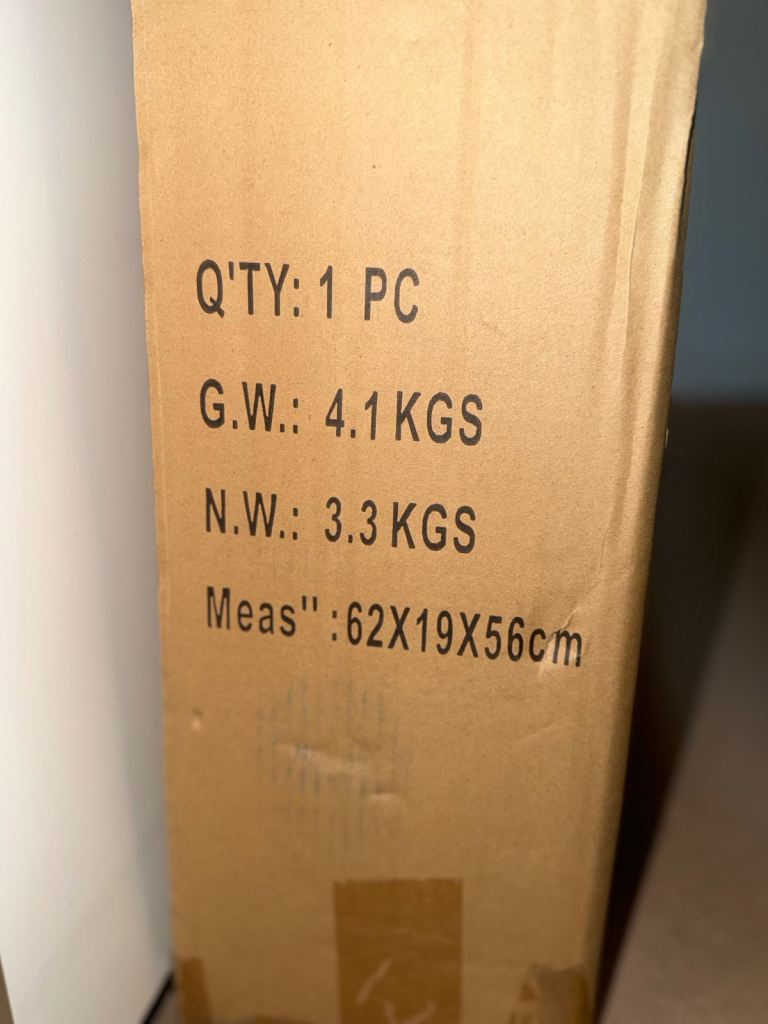 Q'TY: 1 PC
G.W.: 4.1 KGS
N.W.: 3.3 KGS
Meas" :62X19X56cm